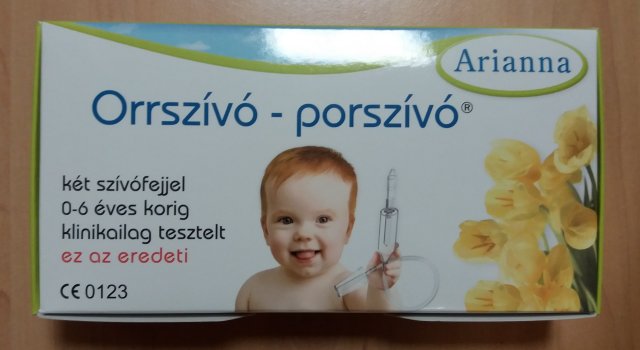 Arianna
Orrszívó - porszívó®
két szívófejjel
0-6 éves korig
klinikailag tesztelt
ez az eredeti
CE 0123